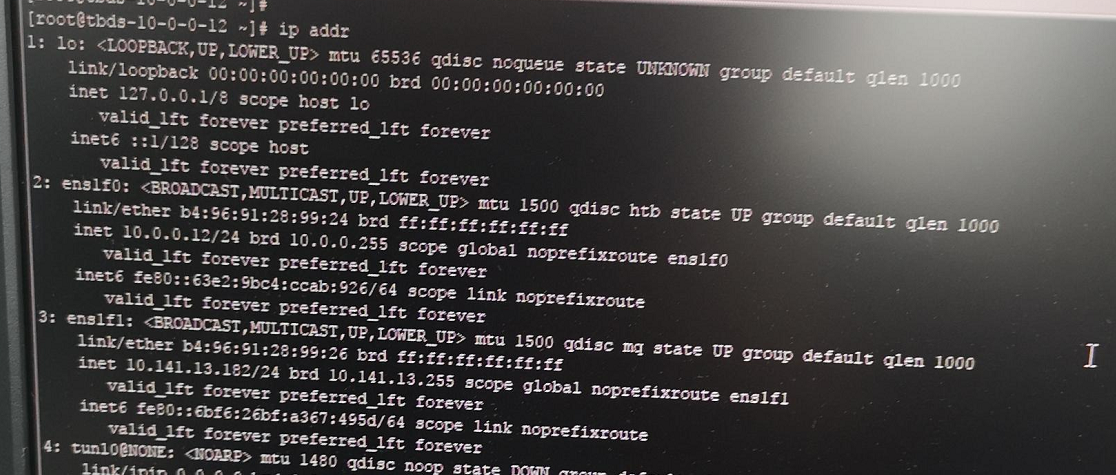 [root@tbds-10-0-0-12 ~]#
[root@tbds-10-0-0-12 ~]# ip addr
1: lo: <LOOPBACK,UP,LOWER_UP> mtu 65536 qdisc noqueue state UNKNOWN group default qlen 1000
link/loopback 00:00:00:00:00:00 brd 00:00:00:00:00:00
inet 127.0.0.1/8 scope host lo
valid_lft forever preferred_lft forever
inet6 ::1/128 scope host
valid_lft forever preferred_lft forever
2: ens1f0: <BROADCAST,MULTICAST,UP,LOWER_UP> mtu 1500 qdisc htb state UP group default qlen 1000
link/ether b4:96:91:28:99:24 brd ff:ff:ff:ff:ff:ff
inet 10.0.0.12/24 brd 10.0.0.255 scope global noprefixroute ens1f0
valid_lft forever preferred_lft forever
inet6 fe80::63e2:9bc4:ccab:926/64 scope link noprefixroute
valid_lft forever preferred_lft forever
3: ens1f1: <BROADCAST,MULTICAST,UP,LOWER_UP> mtu 1500 qdisc mq state UP group default qlen 1000
link/ether b4:96:91:28:99:26 brd ff:ff:ff:ff:ff:ff
inet 10.141.13.182/24 brd 10.141.13.255 scope global noprefixroute ens1f1
valid_lft forever preferred_lft forever
inet6 fe80::6bf6:26bf:a367:495d/64 scope link noprefixroute
valid_lft forever preferred_lft forever
4: tunl0@NONE: <NOARP> mtu 1480 qdisc noop state DOWN group
link/ipip